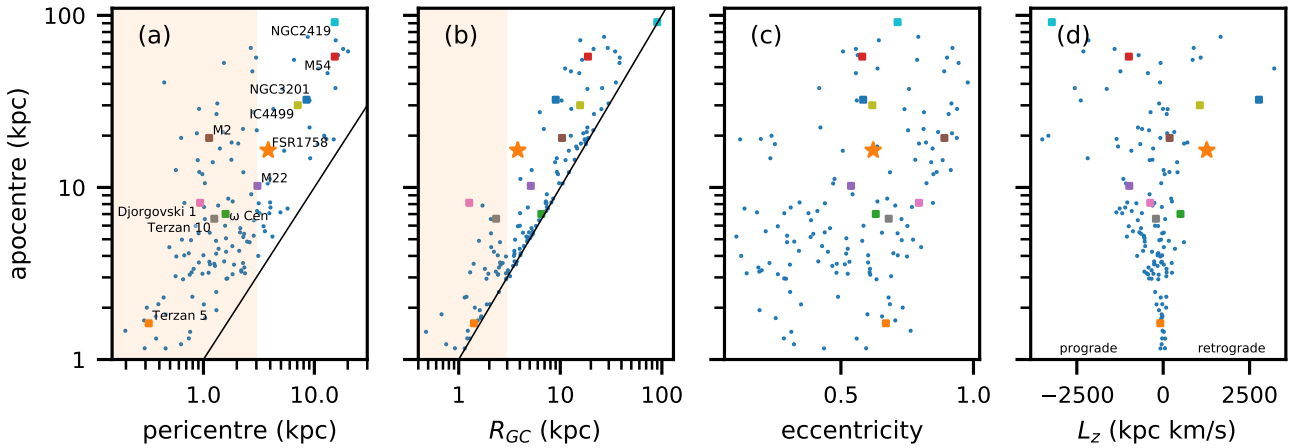 apocentre (kpc)
100
10
1
(a)
NGC2419
M54
NGC3201
IC4499
M2
FSR1758
M22
Djorgovski 1
ω Cen
Terzan 10
Terzan 5
1.0
10.0
pericentre (kpc)
(b)
1
10
100
R_GC (kpc)
(c)
0.5
1.0
eccentricity
(d)
prograde
retrograde
−2500
0
2500
L_z (kpc km/s)